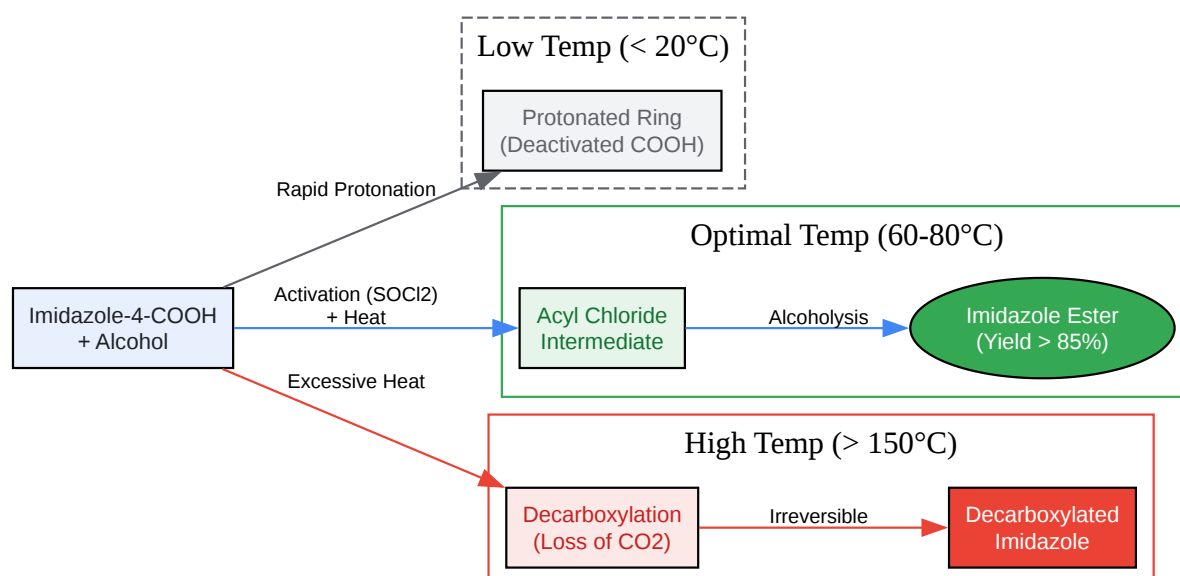 Low Temp (< 20°C)
Protonated Ring
(Deactivated COOH)
Rapid Protonation
Optimal Temp (60-80°C)
Imidazole-4-COOH
+ Alcohol
Activation (SOCl2)
+ Heat
Acyl Chloride
Intermediate
Alcoholysis
Imidazole Ester
(Yield > 85%)
Excessive Heat
High Temp (> 150°C)
Decarboxylation
(Loss of CO2)
Irreversible
Decarboxylated
Imidazole